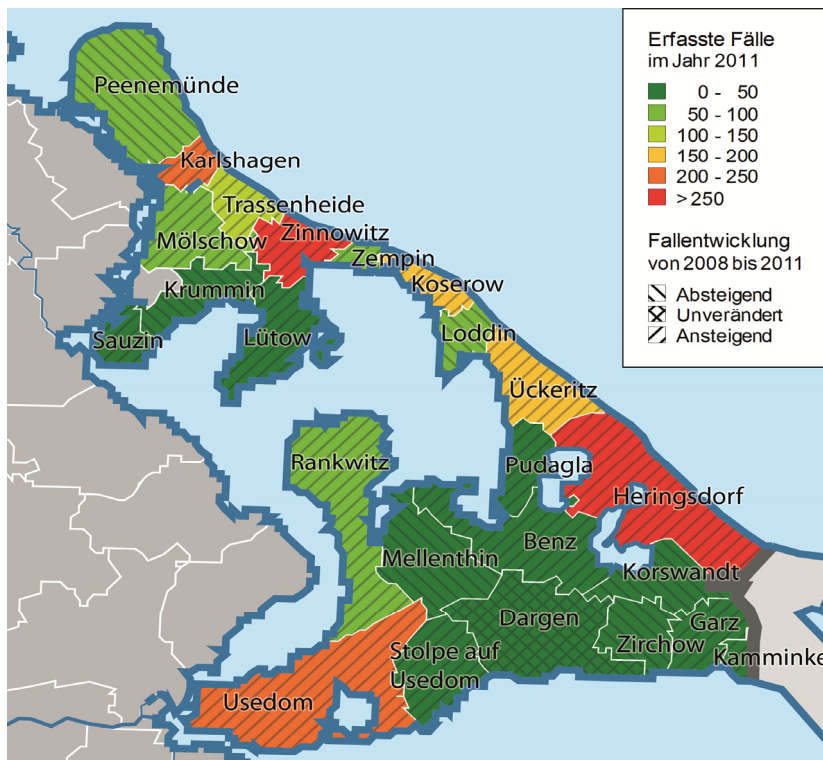 Erfasste Fälle
im Jahr 2011
0 - 50
50 - 100
100 - 150
150 - 200
200 - 250
> 250
Fallentwicklung
von 2008 bis 2011
Absteigend
Unverändert
Ansteigend
Peenemünde
Karlshagen
Trassenheide
Mölschow
Zinnowitz
Zempin
Koserow
Krummin
Sauzin
Lütow
Loddin
Ückeritz
Rankwitz
Pudagla
Heringsdorf
Mellenthin
Benz
Korswandt
Dargen
Garz
Zirchow
Kamminke
Stolpe auf
Usedom
Usedom